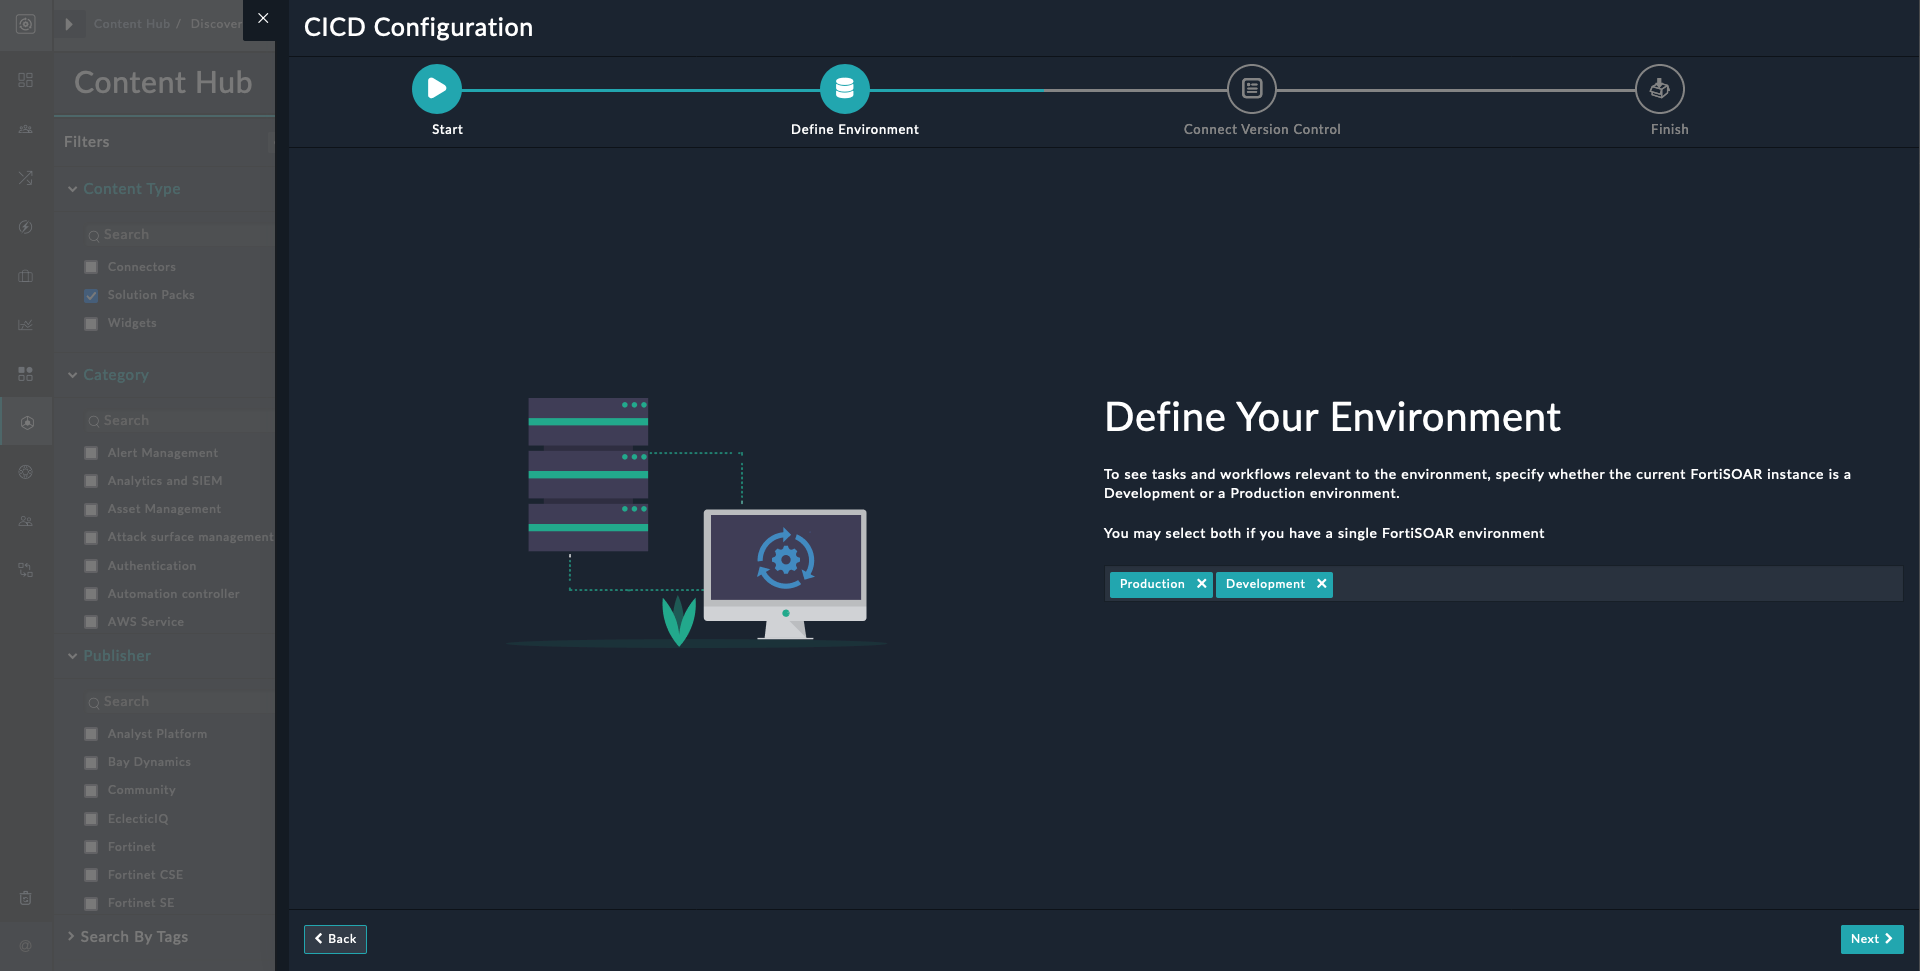 Content Hub / Discover
CICD Configuration
Content Hub
Start
Define Environment
Connect Version Control
Finish
Filters
Content Type
Search
Connectors
Solution Packs
Widgets
Category
Search
Alert Management
Analytics and SIEM
Asset Management
Attack surface management
Authentication
Automation controller
AWS Service
Publisher
Search
Analyst Platform
Bay Dynamics
Community
EclecticIQ
Fortinet
Fortinet CSE
Fortinet SE
Search By Tags
Define Your Environment
To see tasks and workflows relevant to the environment, specify whether the current FortiSOAR instance is a
Development or a Production environment.
You may select both if you have a single FortiSOAR environment
Production
Development
Back
Next